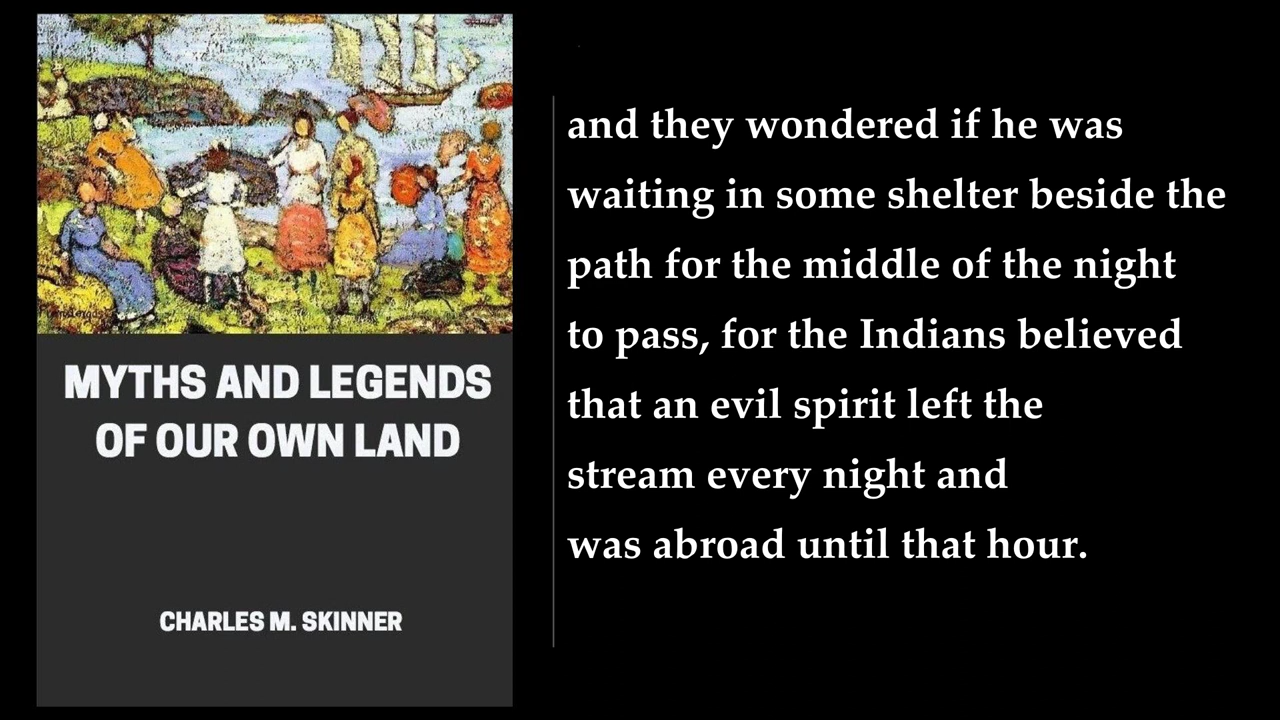 MYTHS AND LEGENDS
OF OUR OWN LAND
CHARLES M. SKINNER
and they wondered if he was
waiting in some shelter beside the
path for the middle of the night
to pass, for the Indians believed
that an evil spirit left the
stream every night and
was abroad until that hour.